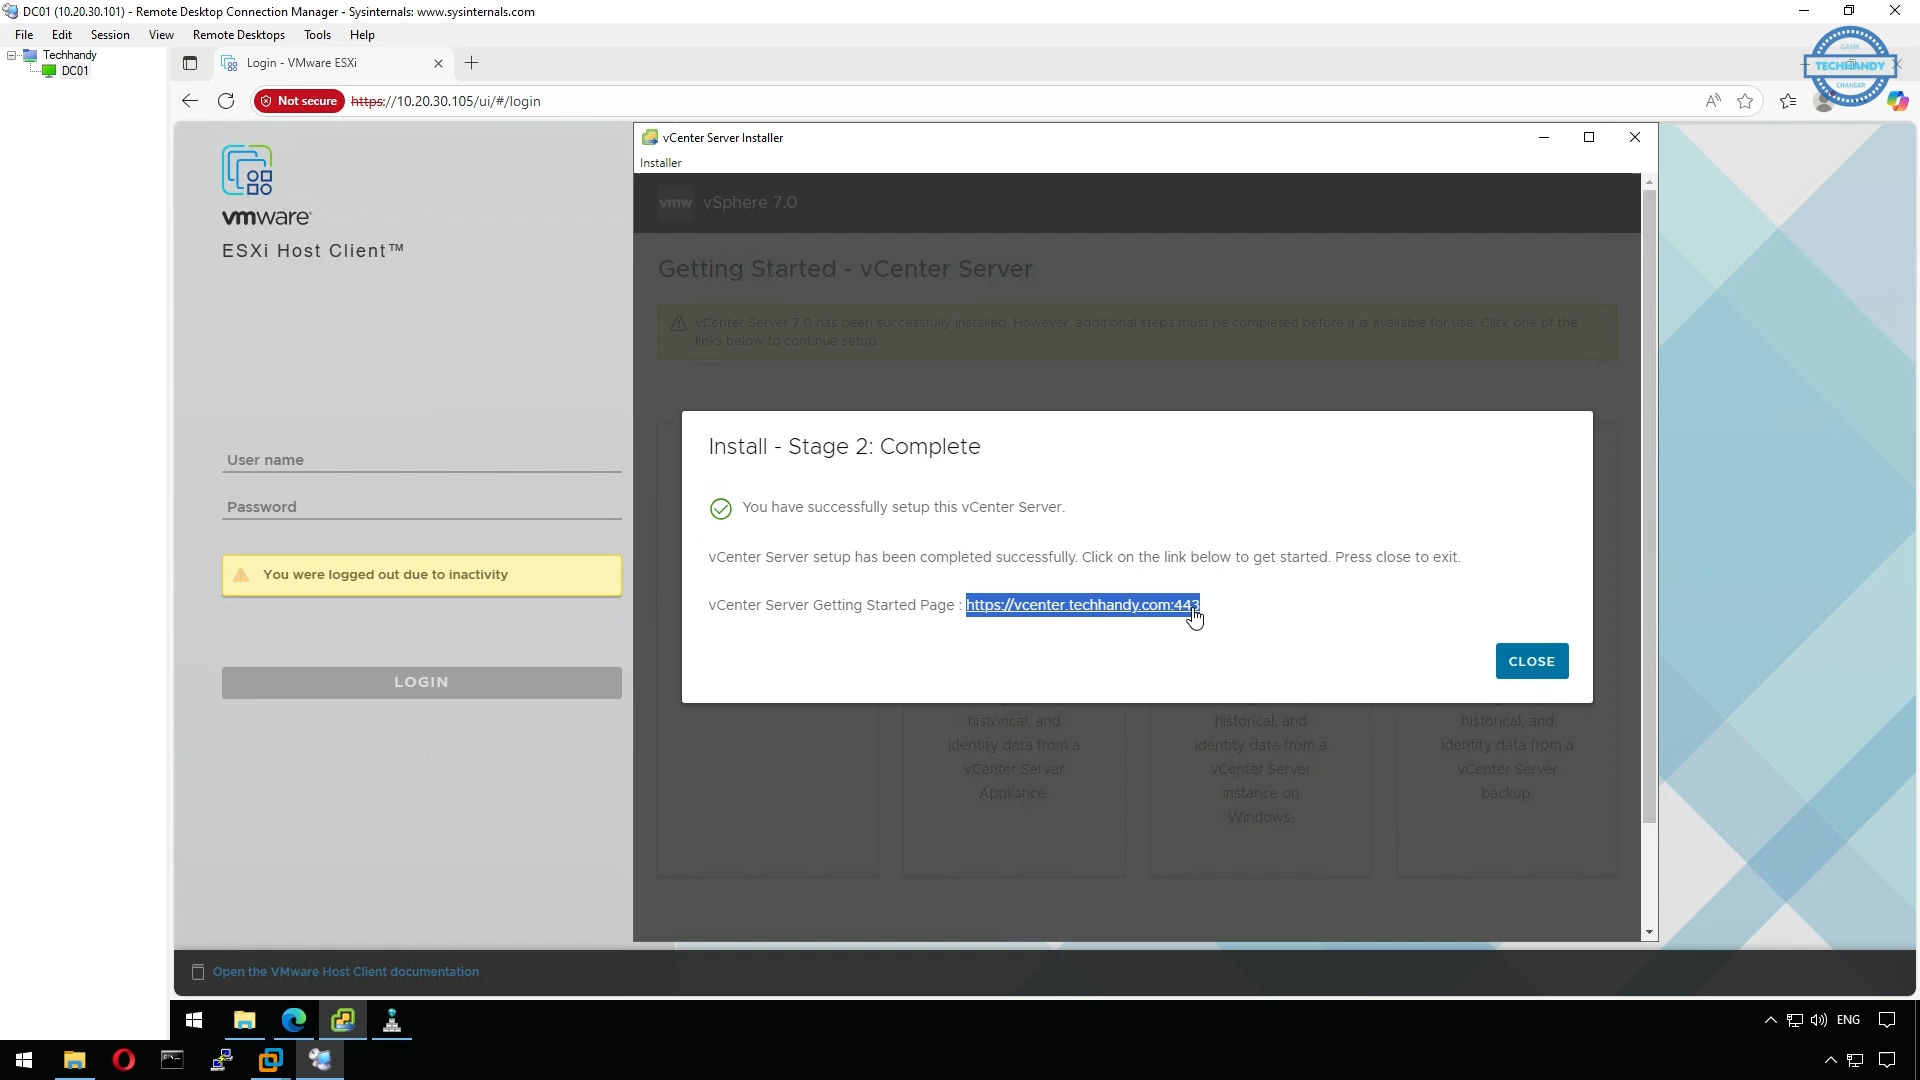 DC01 (10.20.30.101) - Remote Desktop Connection Manager - Sysinternals: www.sysinternals.com
File Edit Session View Remote Desktops Tools Help
Techhandy
DC01
Login - VMware ESXi
Not secure https://10.20.30.105/ui/#/login
GAME
TECHHANDY
CHANGER
vmware
ESXi Host Client™
User name
Password
You were logged out due to inactivity
LOGIN
Open the VMware Host Client documentation
vCenter Server Installer
Installer
vmw vSphere 7.0
Getting Started - vCenter Server
vCenter Server 7.0 has been successfully installed. However, additional steps must be completed before it is available for use. Click one of the
links below to continue setup.
Install - Stage 2: Complete
You have successfully setup this vCenter Server.
vCenter Server setup has been completed successfully. Click on the link below to get started. Press close to exit.
vCenter Server Getting Started Page : https://vcenter.techhandy.com:443
CLOSE
historical, and
identity data from a
vCenter Server
Appliance.
historical, and
identity data from a
vCenter Server
instance on
Windows.
historical, and
identity data from a
vCenter Server
backup.
ENG